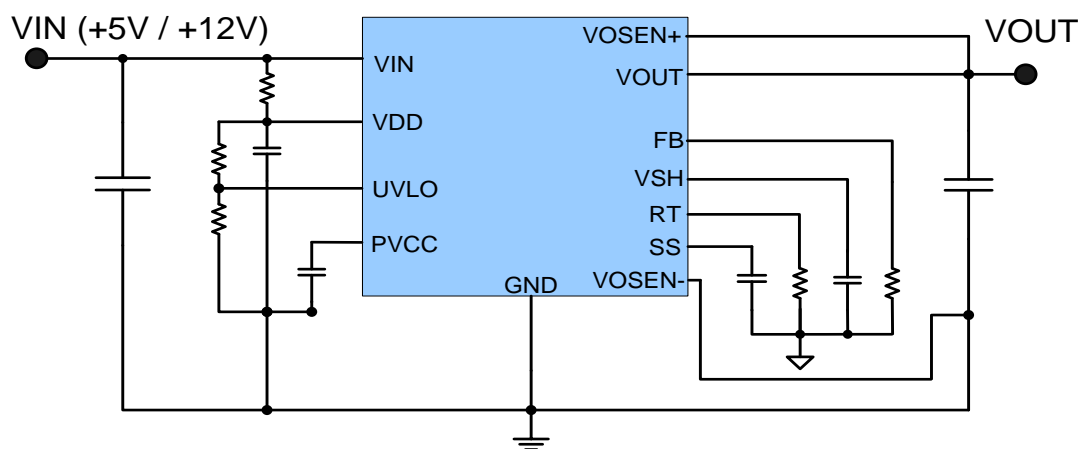 VIN (+5V / +12V)
VIN
VDD
UVLO
PVCC
GND
VOSEN+
VOUT
FB
VSH
RT
SS
VOSEN-
VOUT